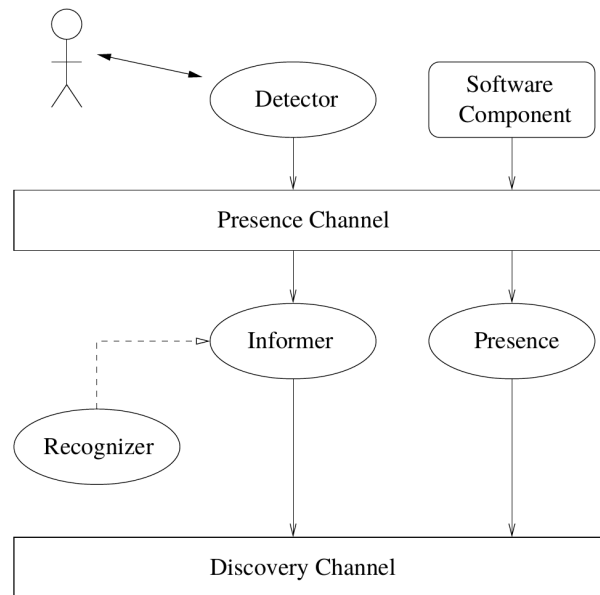 Detector
Software
Component
Presence Channel
Informer
Presence
Recognizer
Discovery Channel